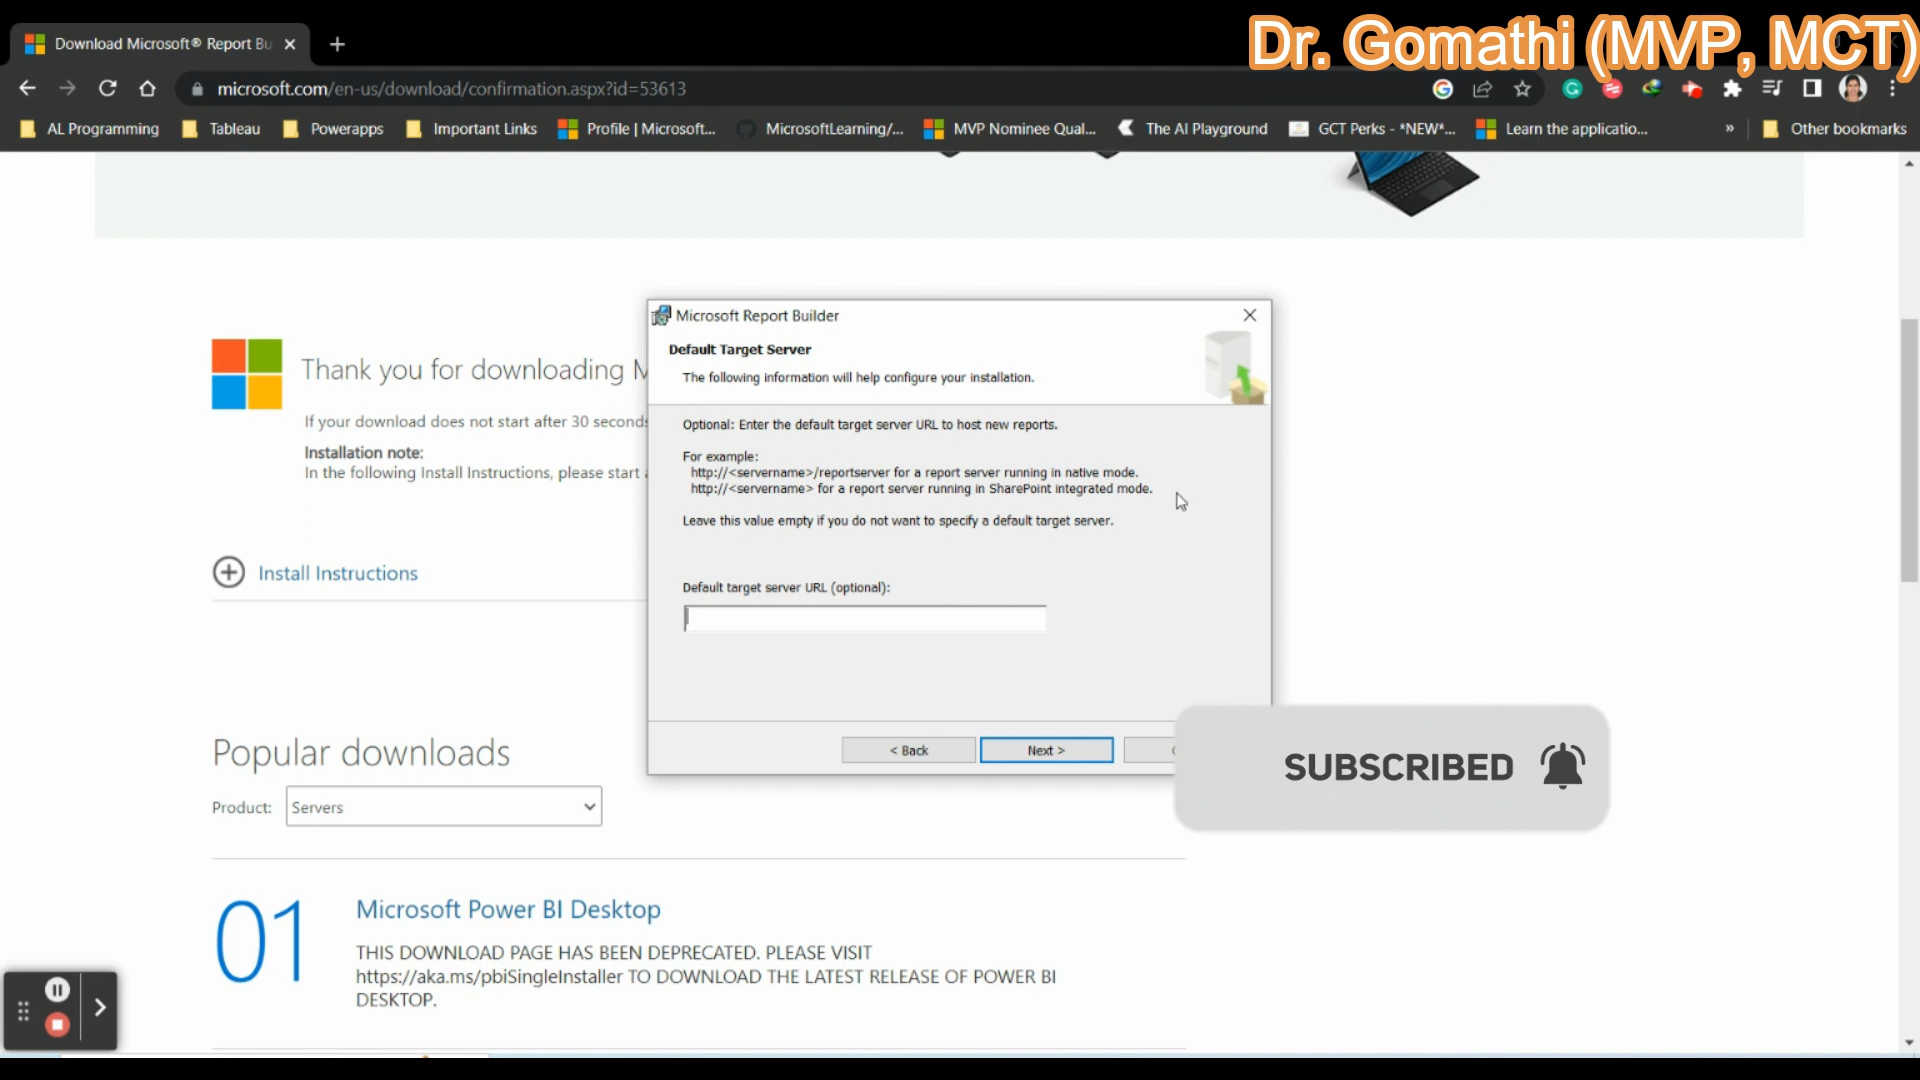 Dr. Gomathi (MVP, MCT)
Download Microsoft® Report Bu
microsoft.com/en-us/download/confirmation.aspx?id=53613
AL Programming
Tableau
Powerapps
Important Links
Profile | Microsoft...
MicrosoftLearning/...
MVP Nominee Qual...
The AI Playground
GCT Perks - *NEW*...
Learn the applicatio...
»
Other bookmarks
Microsoft Report Builder
Default Target Server
The following information will help configure your installation.
Optional: Enter the default target server URL to host new reports.
For example:
http://<servername>/reportserver for a report server running in native mode.
http://<servername> for a report server running in SharePoint integrated mode.
Leave this value empty if you do not want to specify a default target server.
Default target server URL (optional):
< Back
Next >
Thank you for downloading M
If your download does not start after 30 seconds
Installation note:
In the following Install Instructions, please start a
Install Instructions
SUBSCRIBED
Popular downloads
Product: Servers
01
Microsoft Power BI Desktop
THIS DOWNLOAD PAGE HAS BEEN DEPRECATED. PLEASE VISIT
https://aka.ms/pbiSingleInstaller TO DOWNLOAD THE LATEST RELEASE OF POWER BI
DESKTOP.